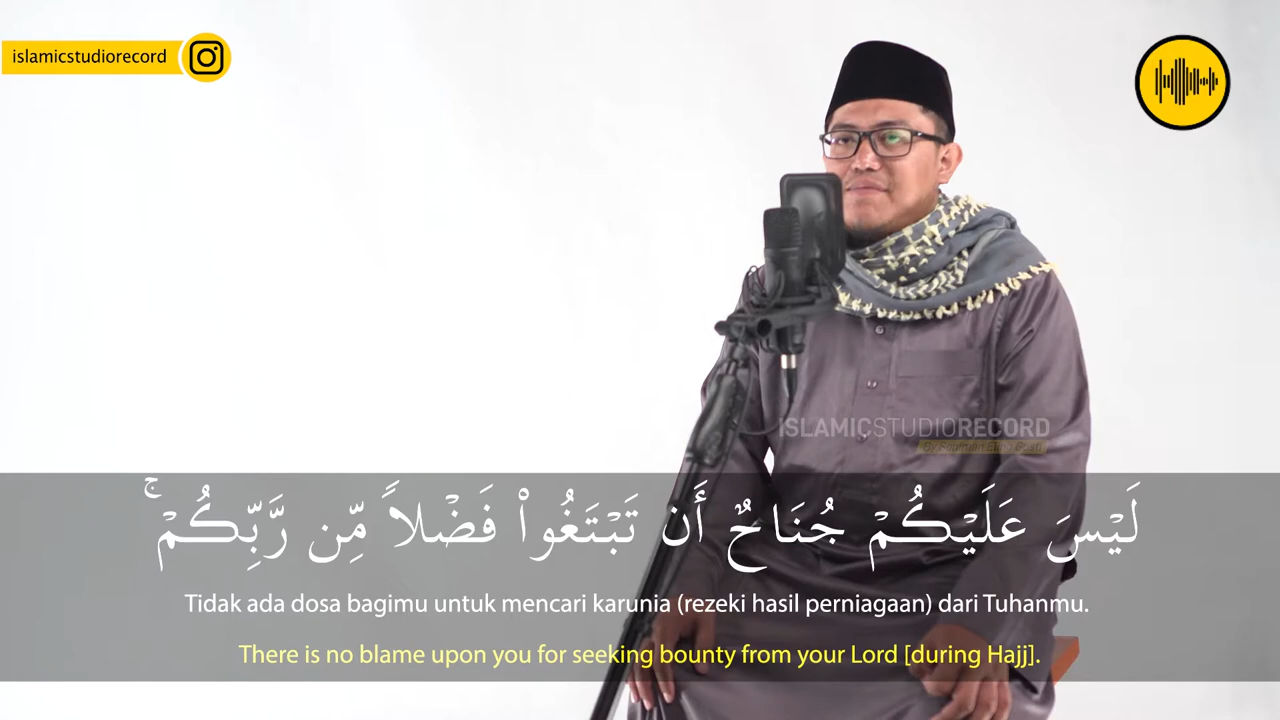 islamicstudiorecord
ISLAMICSTUDIORECORD
لَيْسَ عَلَيْكُمْ جُنَاحٌ أَن تَبْتَغُواْ فَضْلاً مِّن رَّبِّكُمْ ۚ
Tidak ada dosa bagimu untuk mencari karunia (rezeki hasil perniagaan) dari Tuhanmu.
There is no blame upon you for seeking bounty from your Lord [during Hajj].